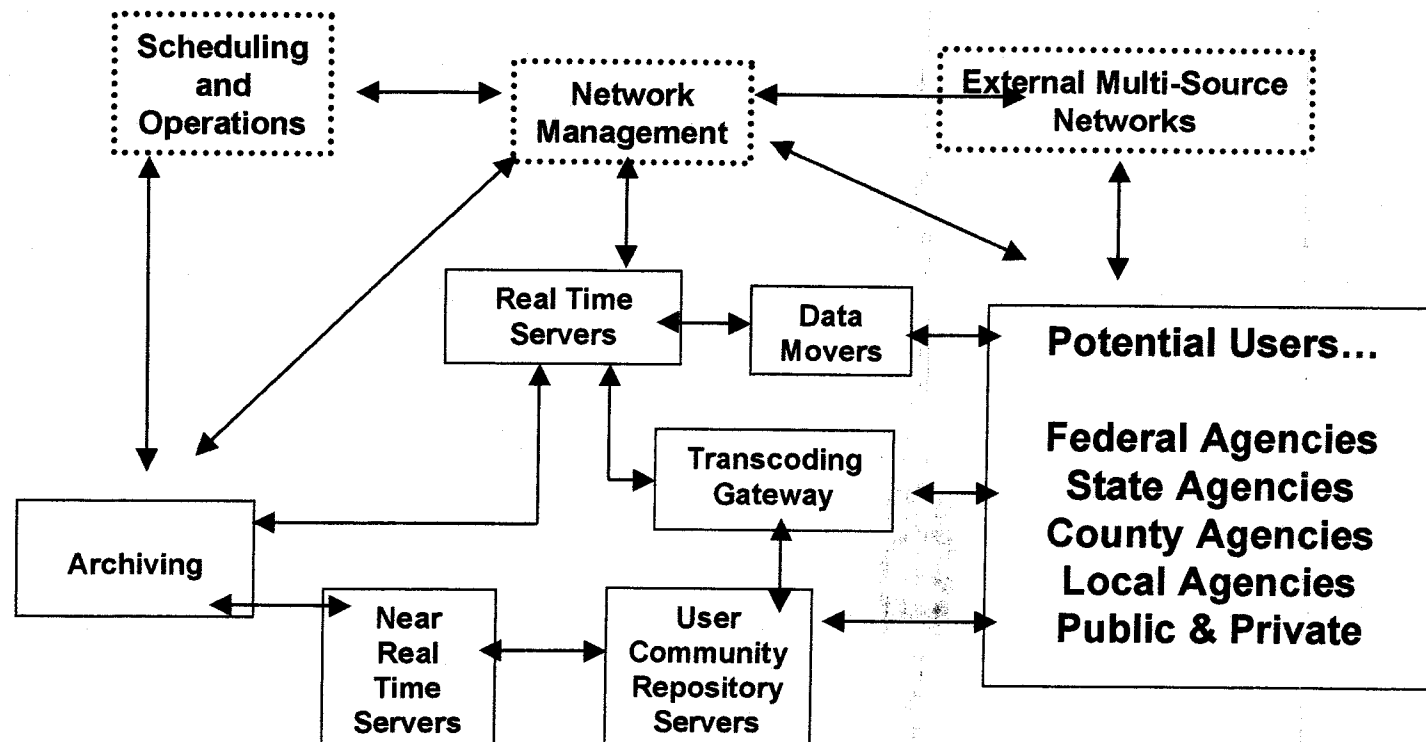 Scheduling
and
Operations
Network
Management
External Multi-Source
Networks
Real Time
Servers
Data
Movers
Potential Users…
Federal Agencies
State Agencies
County Agencies
Local Agencies
Public & Private
Transcoding
Gateway
Archiving
Near
Real
Time
Servers
User
Community
Repository
Servers